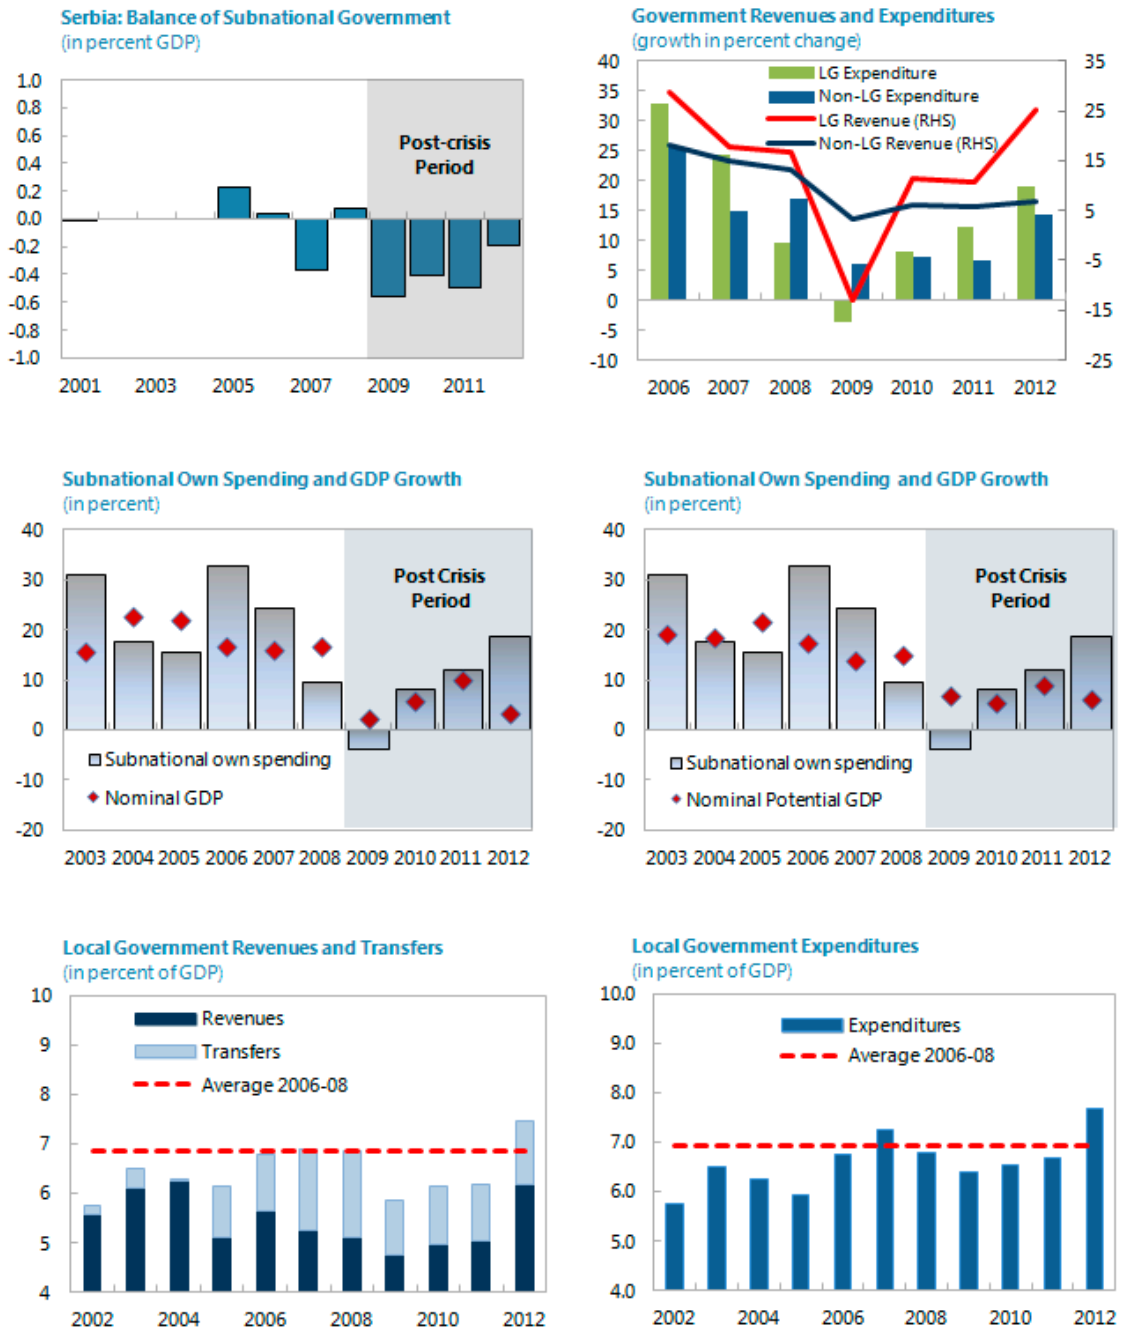 Serbia: Balance of Subnational Government
(in percent GDP)
1.0
0.8
0.6
0.4
0.2
0.0
-0.2
-0.4
-0.6
-0.8
-1.0
Post-crisis
Period
2001 2003 2005 2007 2009 2011
Government Revenues and Expenditures
(growth in percent change)
40
35
30
25
20
15
10
5
0
-5
-10
LG Expenditure
Non-LG Expenditure
LG Revenue (RHS)
Non-LG Revenue (RHS)
35
25
15
5
-5
-15
-25
2006 2007 2008 2009 2010 2011 2012
Subnational Own Spending and GDP Growth
(in percent)
40
30
20
10
0
-10
-20
Post Crisis
Period
Subnational own spending
Nominal GDP
2003 2004 2005 2006 2007 2008 2009 2010 2011 2012
Subnational Own Spending and GDP Growth
(in percent)
40
30
20
10
0
-10
-20
Post Crisis
Period
Subnational own spending
Nominal Potential GDP
2003 2004 2005 2006 2007 2008 2009 2010 2011 2012
Local Government Revenues and Transfers
(in percent of GDP)
10
9
8
7
6
5
4
Revenues
Transfers
Average 2006-08
2002 2004 2006 2008 2010 2012
Local Government Expenditures
(in percent of GDP)
10.0
9.0
8.0
7.0
6.0
5.0
4.0
Expenditures
Average 2006-08
2002 2004 2006 2008 2010 2012